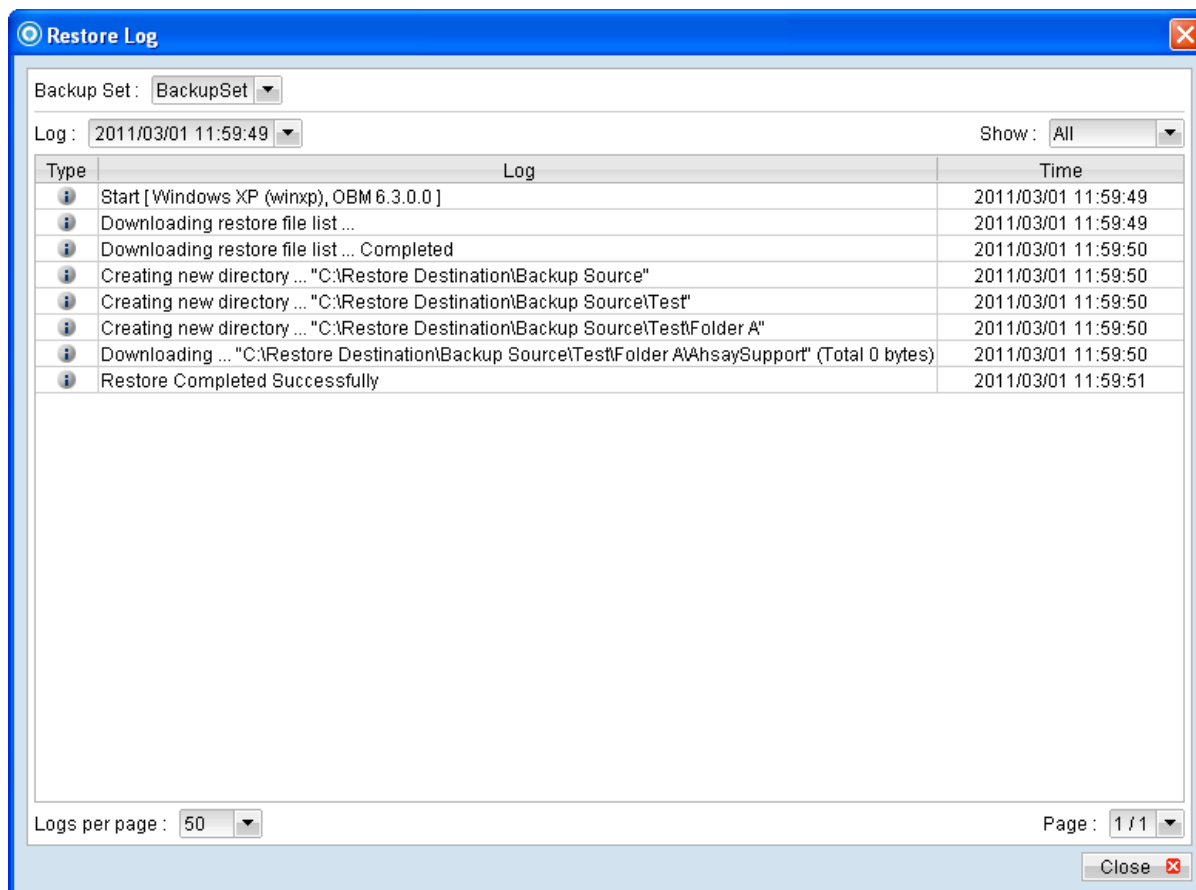 Restore Log
Backup Set : BackupSet
Log : 2011/03/01 11:59:49 Show : All
Type Log Time
Start [ Windows XP (winxp), OBM 6.3.0.0 ] 2011/03/01 11:59:49
Downloading restore file list ... 2011/03/01 11:59:49
Downloading restore file list ... Completed 2011/03/01 11:59:50
Creating new directory ... "C:\Restore Destination\Backup Source" 2011/03/01 11:59:50
Creating new directory ... "C:\Restore Destination\Backup Source\Test" 2011/03/01 11:59:50
Creating new directory ... "C:\Restore Destination\Backup Source\Test\Folder A" 2011/03/01 11:59:50
Downloading ... "C:\Restore Destination\Backup Source\Test\Folder A\AhsaySupport" (Total 0 bytes) 2011/03/01 11:59:50
Restore Completed Successfully 2011/03/01 11:59:51
Logs per page : 50 Page : 1 / 1
Close